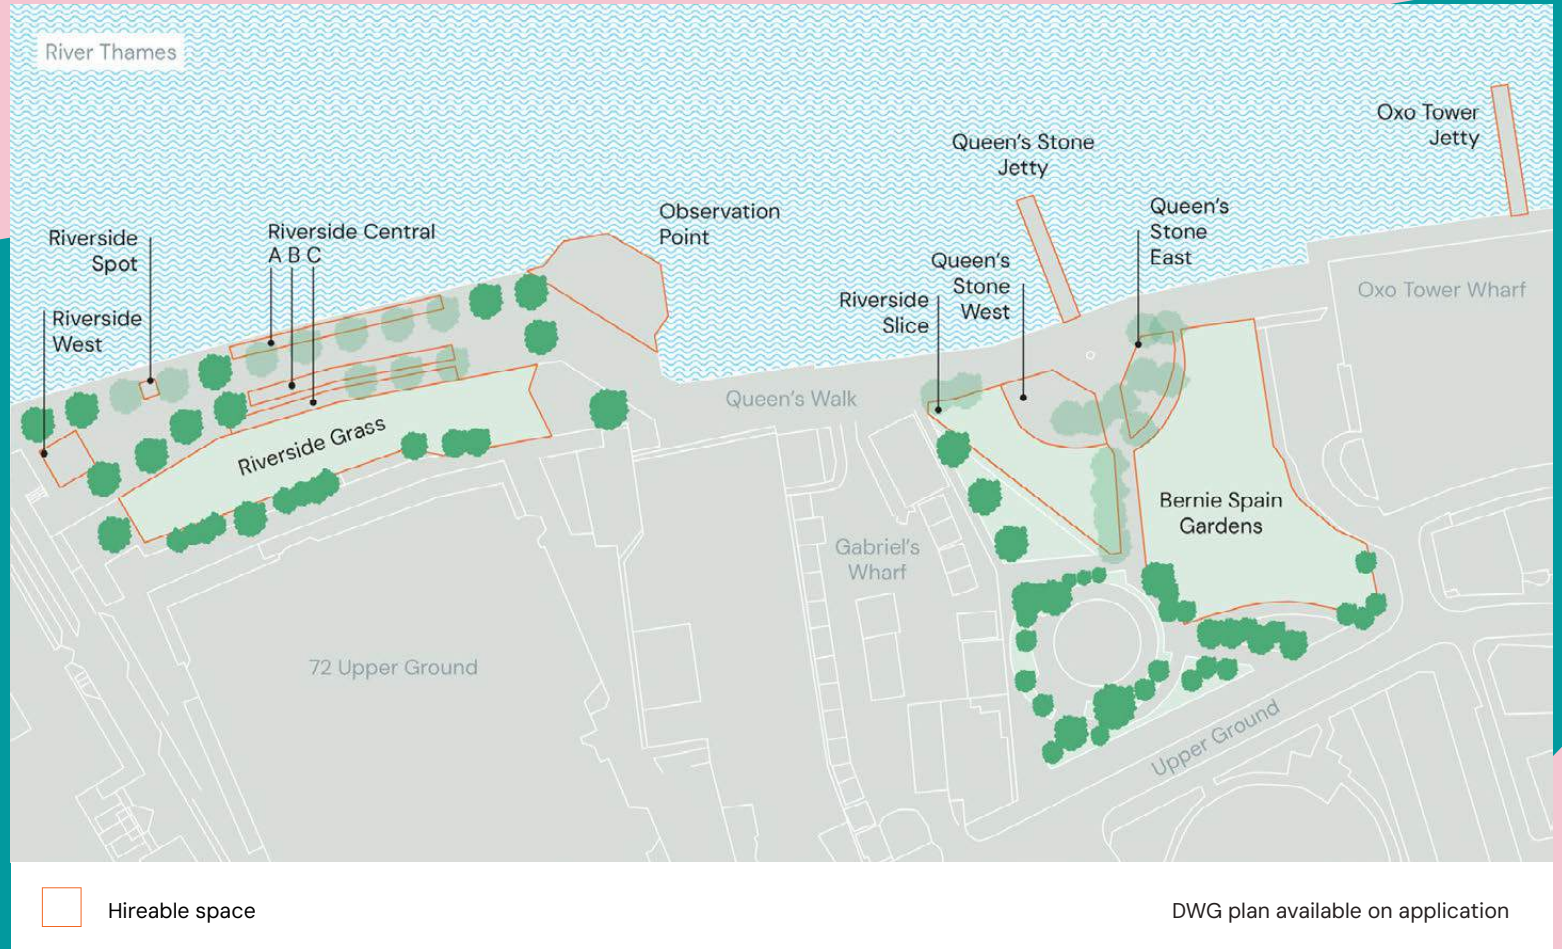 River Thames
Oxo Tower
Jetty
Queen's Stone
Jetty
Queen's
Stone
East
Observation
Point
Riverside Central
A B C
Riverside
Spot
Queen's
Stone
West
Riverside
Slice
Oxo Tower Wharf
Riverside
West
Queen's Walk
Riverside Grass
Bernie Spain
Gardens
Gabriel's
Wharf
72 Upper Ground
Upper Ground
Hireable space
DWG plan available on application